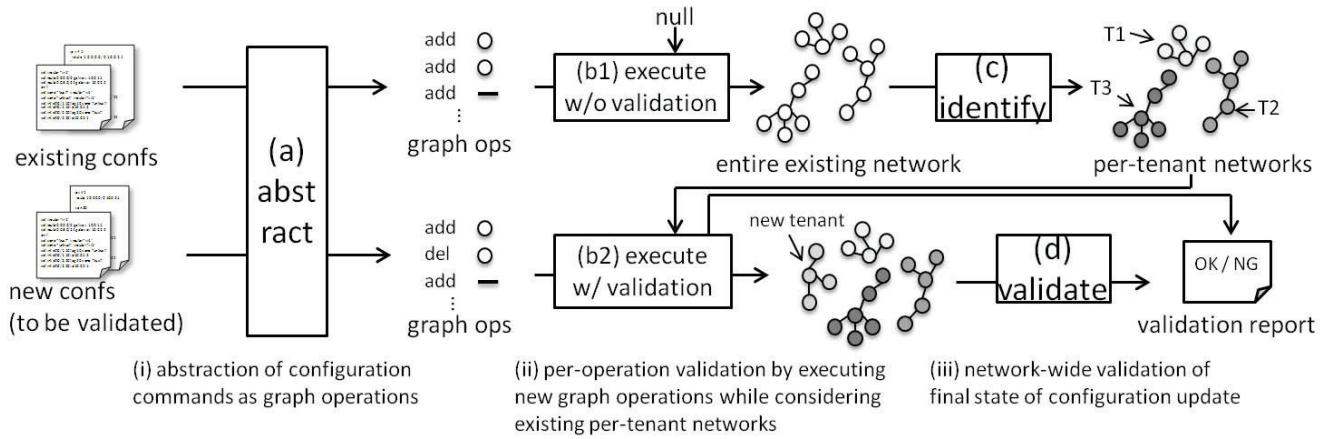 null
add
add
add
...
graph ops
(b1) execute
w/o validation
(c)
identify
T1
T3
T2
existing confs
(a)
abst
ract
entire existing network
per-tenant networks
add
del
add
...
graph ops
(b2) execute
w/ validation
new tenant
(d)
validate
OK / NG
new confs
(to be validated)
validation report
(i) abstraction of configuration
commands as graph operations
(ii) per-operation validation by executing
new graph operations while considering
existing per-tenant networks
(iii) network-wide validation of
final state of configuration update